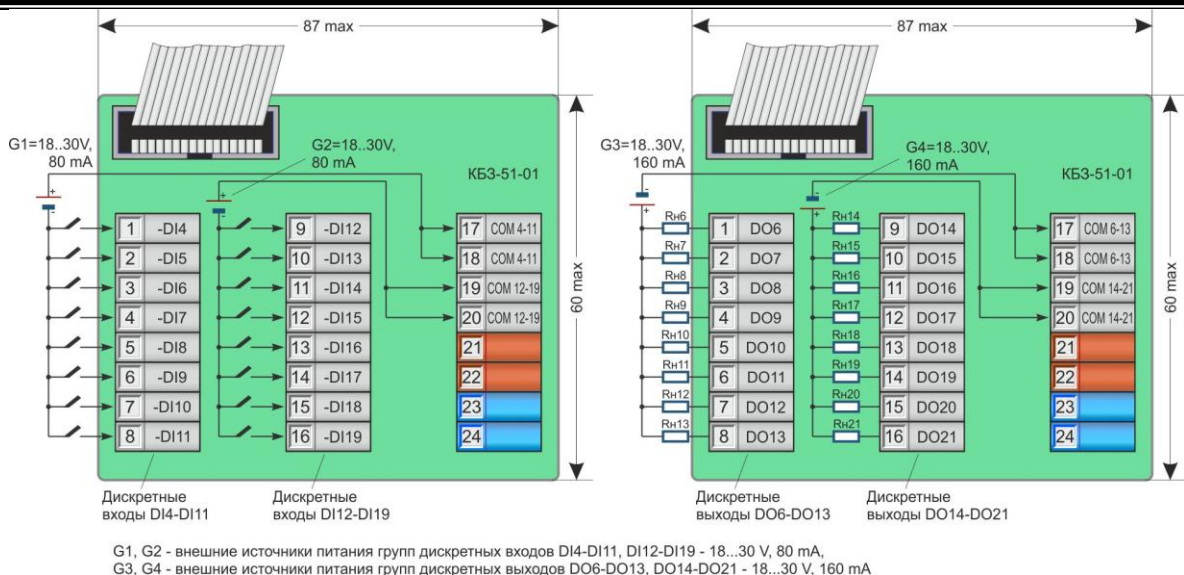 87 max
87 max
G1=18..30V,
80 mA
G2=18..30V,
80 mA
КБЗ-51-01
G3=18..30V,
160 mA
G4=18..30V,
160 mA
КБЗ-51-01
+
-
+
-
-
+
-
+
1 -DI4
2 -DI5
3 -DI6
4 -DI7
5 -DI8
6 -DI9
7 -DI10
8 -DI11
9 -DI12
10 -DI13
11 -DI14
12 -DI15
13 -DI16
14 -DI17
15 -DI18
16 -DI19
17 COM 4-11
18 COM 4-11
19 COM 12-19
20 COM 12-19
21
22
23
24
60 max
Rн6
Rн7
Rн8
Rн9
Rн10
Rн11
Rн12
Rн13
1 DO6
2 DO7
3 DO8
4 DO9
5 DO10
6 DO11
7 DO12
8 DO13
Rн14
Rн15
Rн16
Rн17
Rн18
Rн19
Rн20
Rн21
9 DO14
10 DO15
11 DO16
12 DO17
13 DO18
14 DO19
15 DO20
16 DO21
17 COM 6-13
18 COM 6-13
19 COM 14-21
20 COM 14-21
21
22
23
24
60 max
Дискретные
входы DI4-DI11
Дискретные
входы DI12-DI19
Дискретные
выходы DO6-DO13
Дискретные
выходы DO14-DO21
G1, G2 - внешние источники питания групп дискретных входов DI4-DI11, DI12-DI19 - 18...30 V, 80 mA,
G3, G4 - внешние источники питания групп дискретных выходов DO6-DO13, DO14-DO21 - 18...30 V, 160 mA